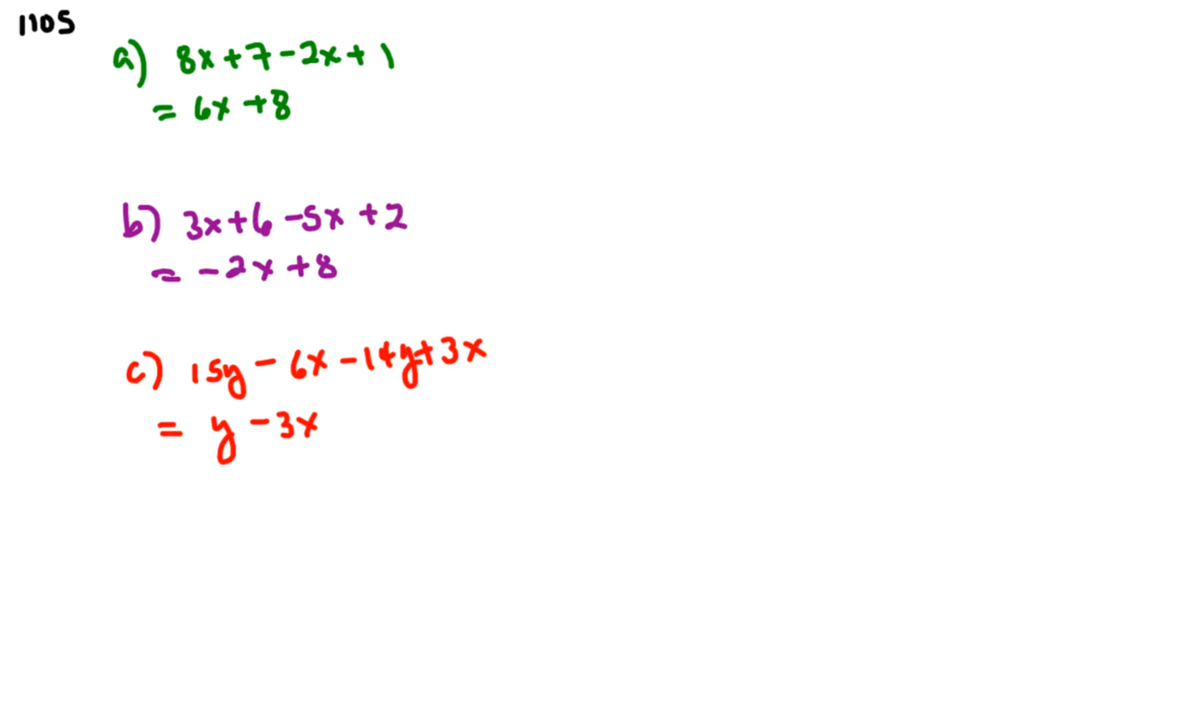 1105
a) 8x+7-2x+1
= 6x+8
b) 3x+6-5x+2
= -2x+8
c) 15y-6x-14y+3x
= y-3x